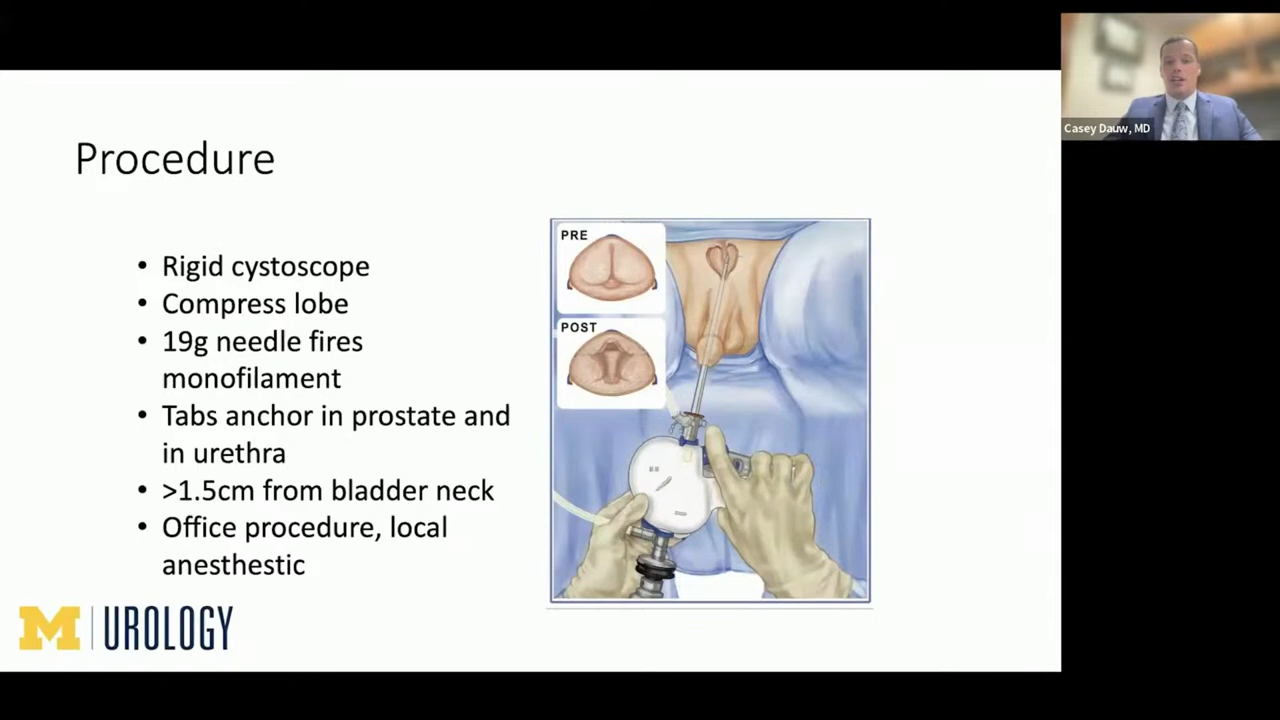 Casey Dauw, MD
Procedure
• Rigid cystoscope
• Compress lobe
• 19g needle fires
monofilament
• Tabs anchor in prostate and
in urethra
• >1.5cm from bladder neck
• Office procedure, local
anesthestic
PRE
POST
M | UROLOGY